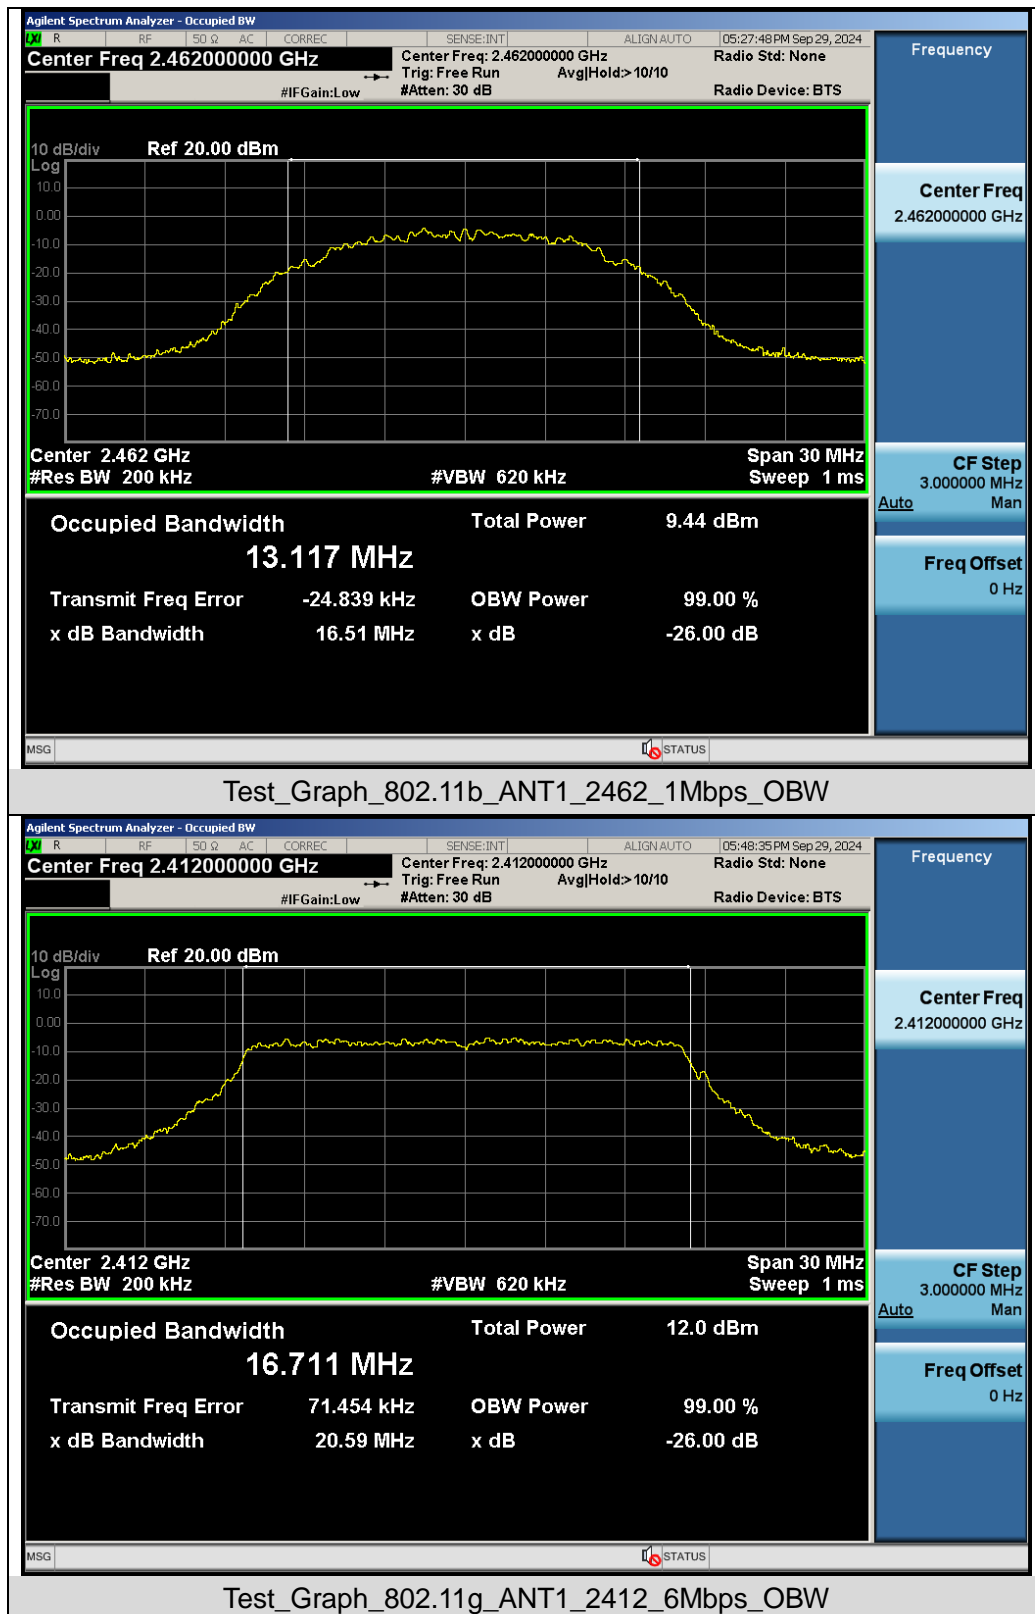 Agilent Spectrum Analyzer - Occupied BW
LXI R RF 50 Ω AC CORREC SENSE:INT ALIGN AUTO 05:27:48 PM Sep 29, 2024
Center Freq 2.462000000 GHz Center Freq: 2.462000000 GHz Radio Std: None
Trig: Free Run Avg|Hold:> 10/10
#IFGain:Low #Atten: 30 dB Radio Device: BTS
Frequency
10 dB/div Ref 20.00 dBm
Log
10.0
0.00
-10.0
-20.0
-30.0
-40.0
-50.0
-60.0
-70.0
Center 2.462 GHz Span 30 MHz
#Res BW 200 kHz #VBW 620 kHz Sweep 1 ms
Center Freq
2.462000000 GHz
CF Step
3.000000 MHz
Auto Man
Freq Offset
0 Hz
Occupied Bandwidth Total Power 9.44 dBm
13.117 MHz
Transmit Freq Error -24.839 kHz OBW Power 99.00 %
x dB Bandwidth 16.51 MHz x dB -26.00 dB
MSG STATUS
Test_Graph_802.11b_ANT1_2462_1Mbps_OBW
Agilent Spectrum Analyzer - Occupied BW
LXI R RF 50 Ω AC CORREC SENSE:INT ALIGN AUTO 05:48:35 PM Sep 29, 2024
Center Freq 2.412000000 GHz Center Freq: 2.412000000 GHz Radio Std: None
Trig: Free Run Avg|Hold:> 10/10
#IFGain:Low #Atten: 30 dB Radio Device: BTS
Frequency
10 dB/div Ref 20.00 dBm
Log
10.0
0.00
-10.0
-20.0
-30.0
-40.0
-50.0
-60.0
-70.0
Center 2.412 GHz Span 30 MHz
#Res BW 200 kHz #VBW 620 kHz Sweep 1 ms
Center Freq
2.412000000 GHz
CF Step
3.000000 MHz
Auto Man
Freq Offset
0 Hz
Occupied Bandwidth Total Power 12.0 dBm
16.711 MHz
Transmit Freq Error 71.454 kHz OBW Power 99.00 %
x dB Bandwidth 20.59 MHz x dB -26.00 dB
MSG STATUS
Test_Graph_802.11g_ANT1_2412_6Mbps_OBW